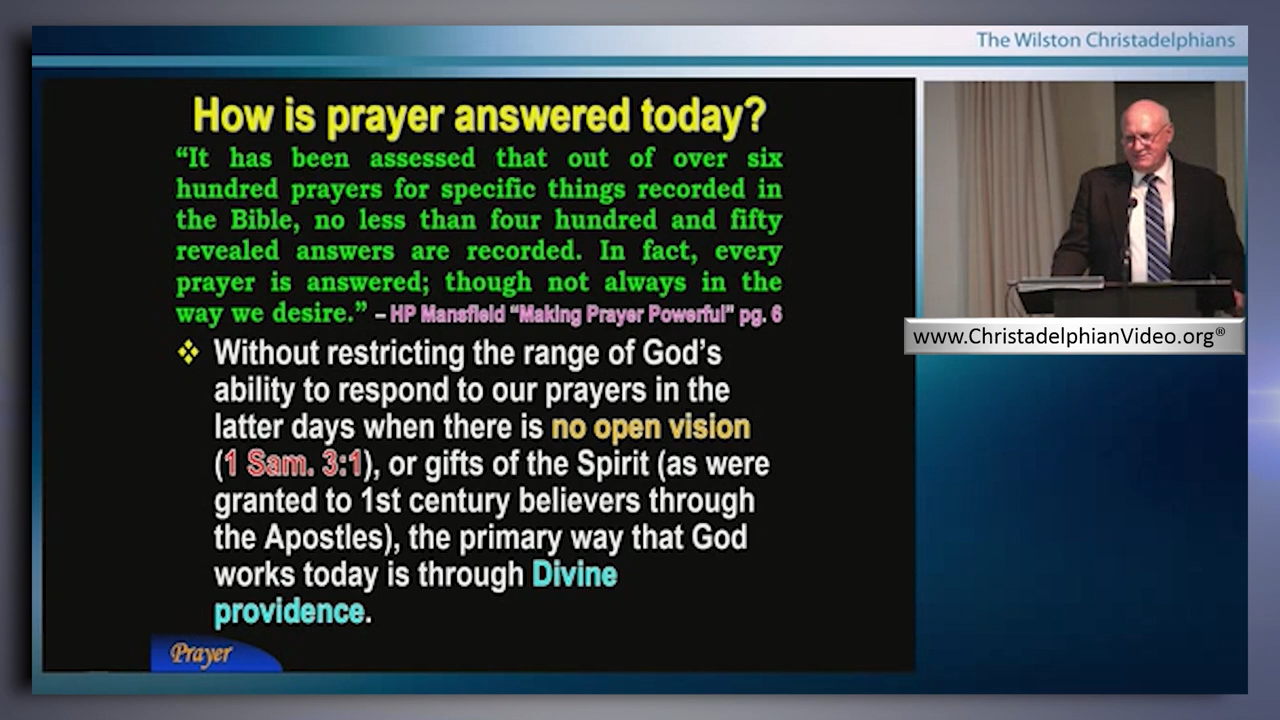 The Wilston Christadelphians
How is prayer answered today?
“It has been assessed that out of over six
hundred prayers for specific things recorded in
the Bible, no less than four hundred and fifty
revealed answers are recorded. In fact, every
prayer is answered; though not always in the
way we desire.” – HP Mansfield “Making Prayer Powerful” pg. 6
❖ Without restricting the range of God’s
ability to respond to our prayers in the
latter days when there is no open vision
(1 Sam. 3:1), or gifts of the Spirit (as were
granted to 1st century believers through
the Apostles), the primary way that God
works today is through Divine
providence.
Prayer
www.ChristadelphianVideo.org®